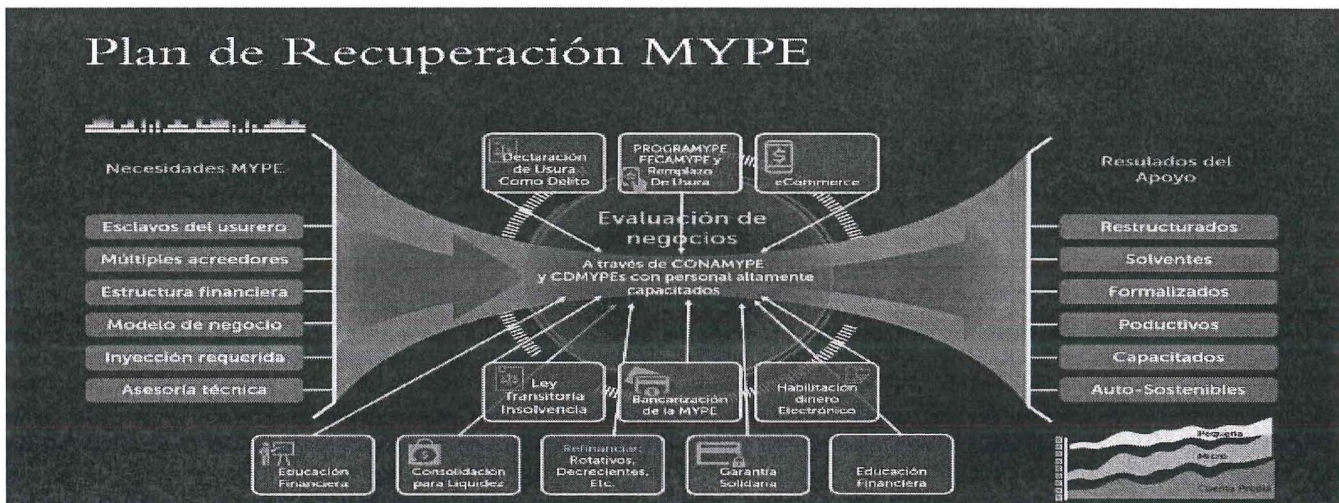 Plan de Recuperación MYPE
Necesidades MYPE
Esclavos del usurero
Múltiples acreedores
Estructura financiera
Modelo de negocio
Inyección requerida
Asesoría técnica
Declaración
de Usura
Como Delito
PROGRAMYPE
FECAMYPE y
Remplazo
De Usura
eCommerce
Evaluación de
negocios
A través de CONAMYPE
y CDMYPEs con personal altamente
capacitados
Ley
Transitoria
Insolvencia
Bancarización
de la MYPE
Habilitación
dinero
Electrónico
Educación
Financiera
Consolidación
para Liquidez
Refinanciar:
Rotativos,
Decrecientes,
Etc.
Garantía
Solidaria
Educación
Financiera
Resulados del
Apoyo
Restructurados
Solventes
Formalizados
Poductivos
Capacitados
Auto-Sostenibles
Pequeña
Micro
Cuenta Propia